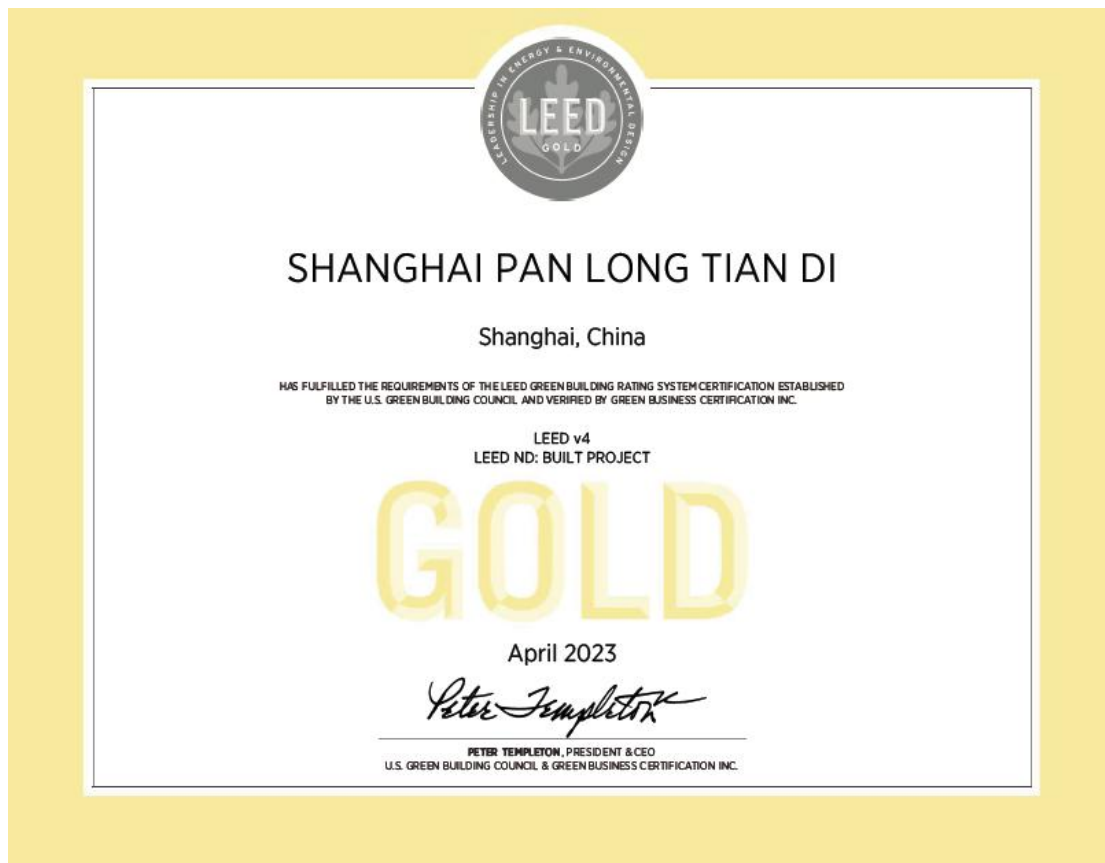 LEADERSHIP IN ENERGY & ENVIRONMENTAL DESIGN
LEED
GOLD
SHANGHAI PAN LONG TIAN DI
Shanghai, China
HAS FULFILLED THE REQUIREMENTS OF THE LEED GREEN BUILDING RATING SYSTEM CERTIFICATION ESTABLISHED
BY THE U.S. GREEN BUILDING COUNCIL AND VERIFIED BY GREEN BUSINESS CERTIFICATION INC.
LEED v4
LEED ND: BUILT PROJECT
GOLD
April 2023
Peter Templeton
PETER TEMPLETON, PRESIDENT & CEO
U.S. GREEN BUILDING COUNCIL & GREEN BUSINESS CERTIFICATION INC.